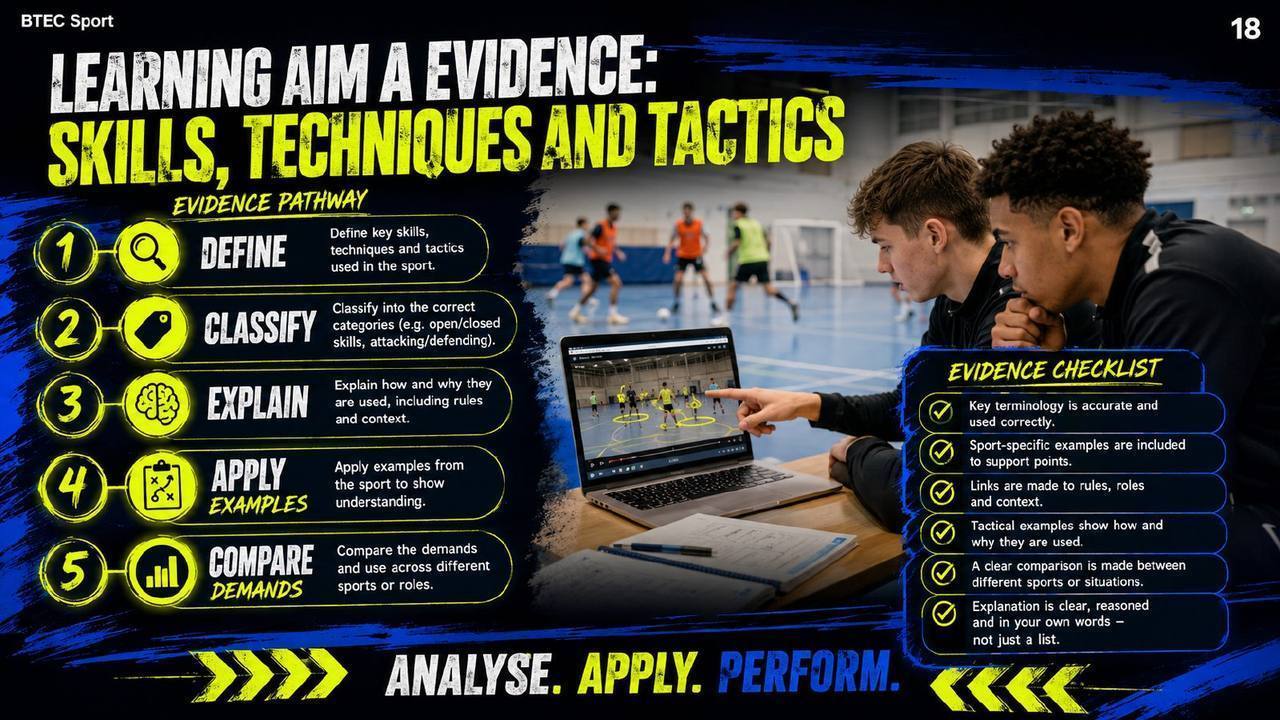 BTEC Sport
18
LEARNING AIM A EVIDENCE:
SKILLS, TECHNIQUES AND TACTICS
EVIDENCE PATHWAY
1
DEFINE
Define key skills,
techniques and tactics
used in the sport.
2
CLASSIFY
Classify into the correct
categories (e.g. open/closed
skills, attacking/defending).
3
EXPLAIN
Explain how and why they
are used, including rules
and context.
4
APPLY
EXAMPLES
Apply examples from
the sport to show
understanding.
5
COMPARE
DEMANDS
Compare the demands
and use across different
sports or roles.
EVIDENCE CHECKLIST
Key terminology is accurate and
used correctly.
Sport-specific examples are included
to support points.
Links are made to rules, roles
and context.
Tactical examples show how and
why they are used.
A clear comparison is made between
different sports or situations.
Explanation is clear, reasoned
and in your own words –
not just a list.
ANALYSE. APPLY. PERFORM.